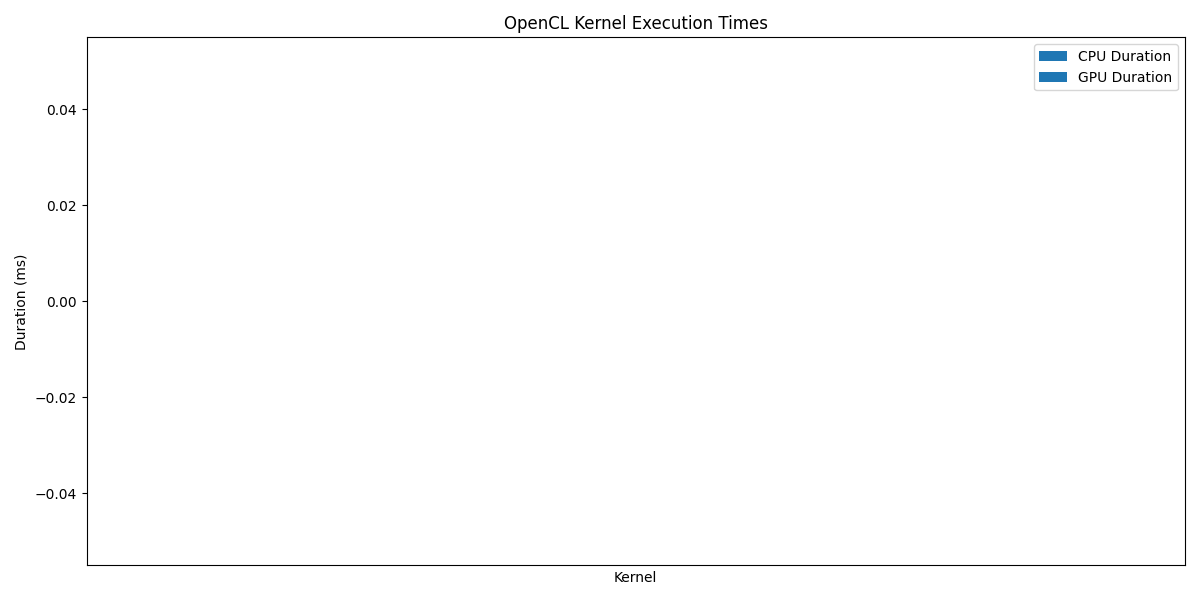 OpenCL Kernel Execution Times
CPU Duration
GPU Duration
0.04
0.02
0.00
−0.02
−0.04
Duration (ms)
Kernel